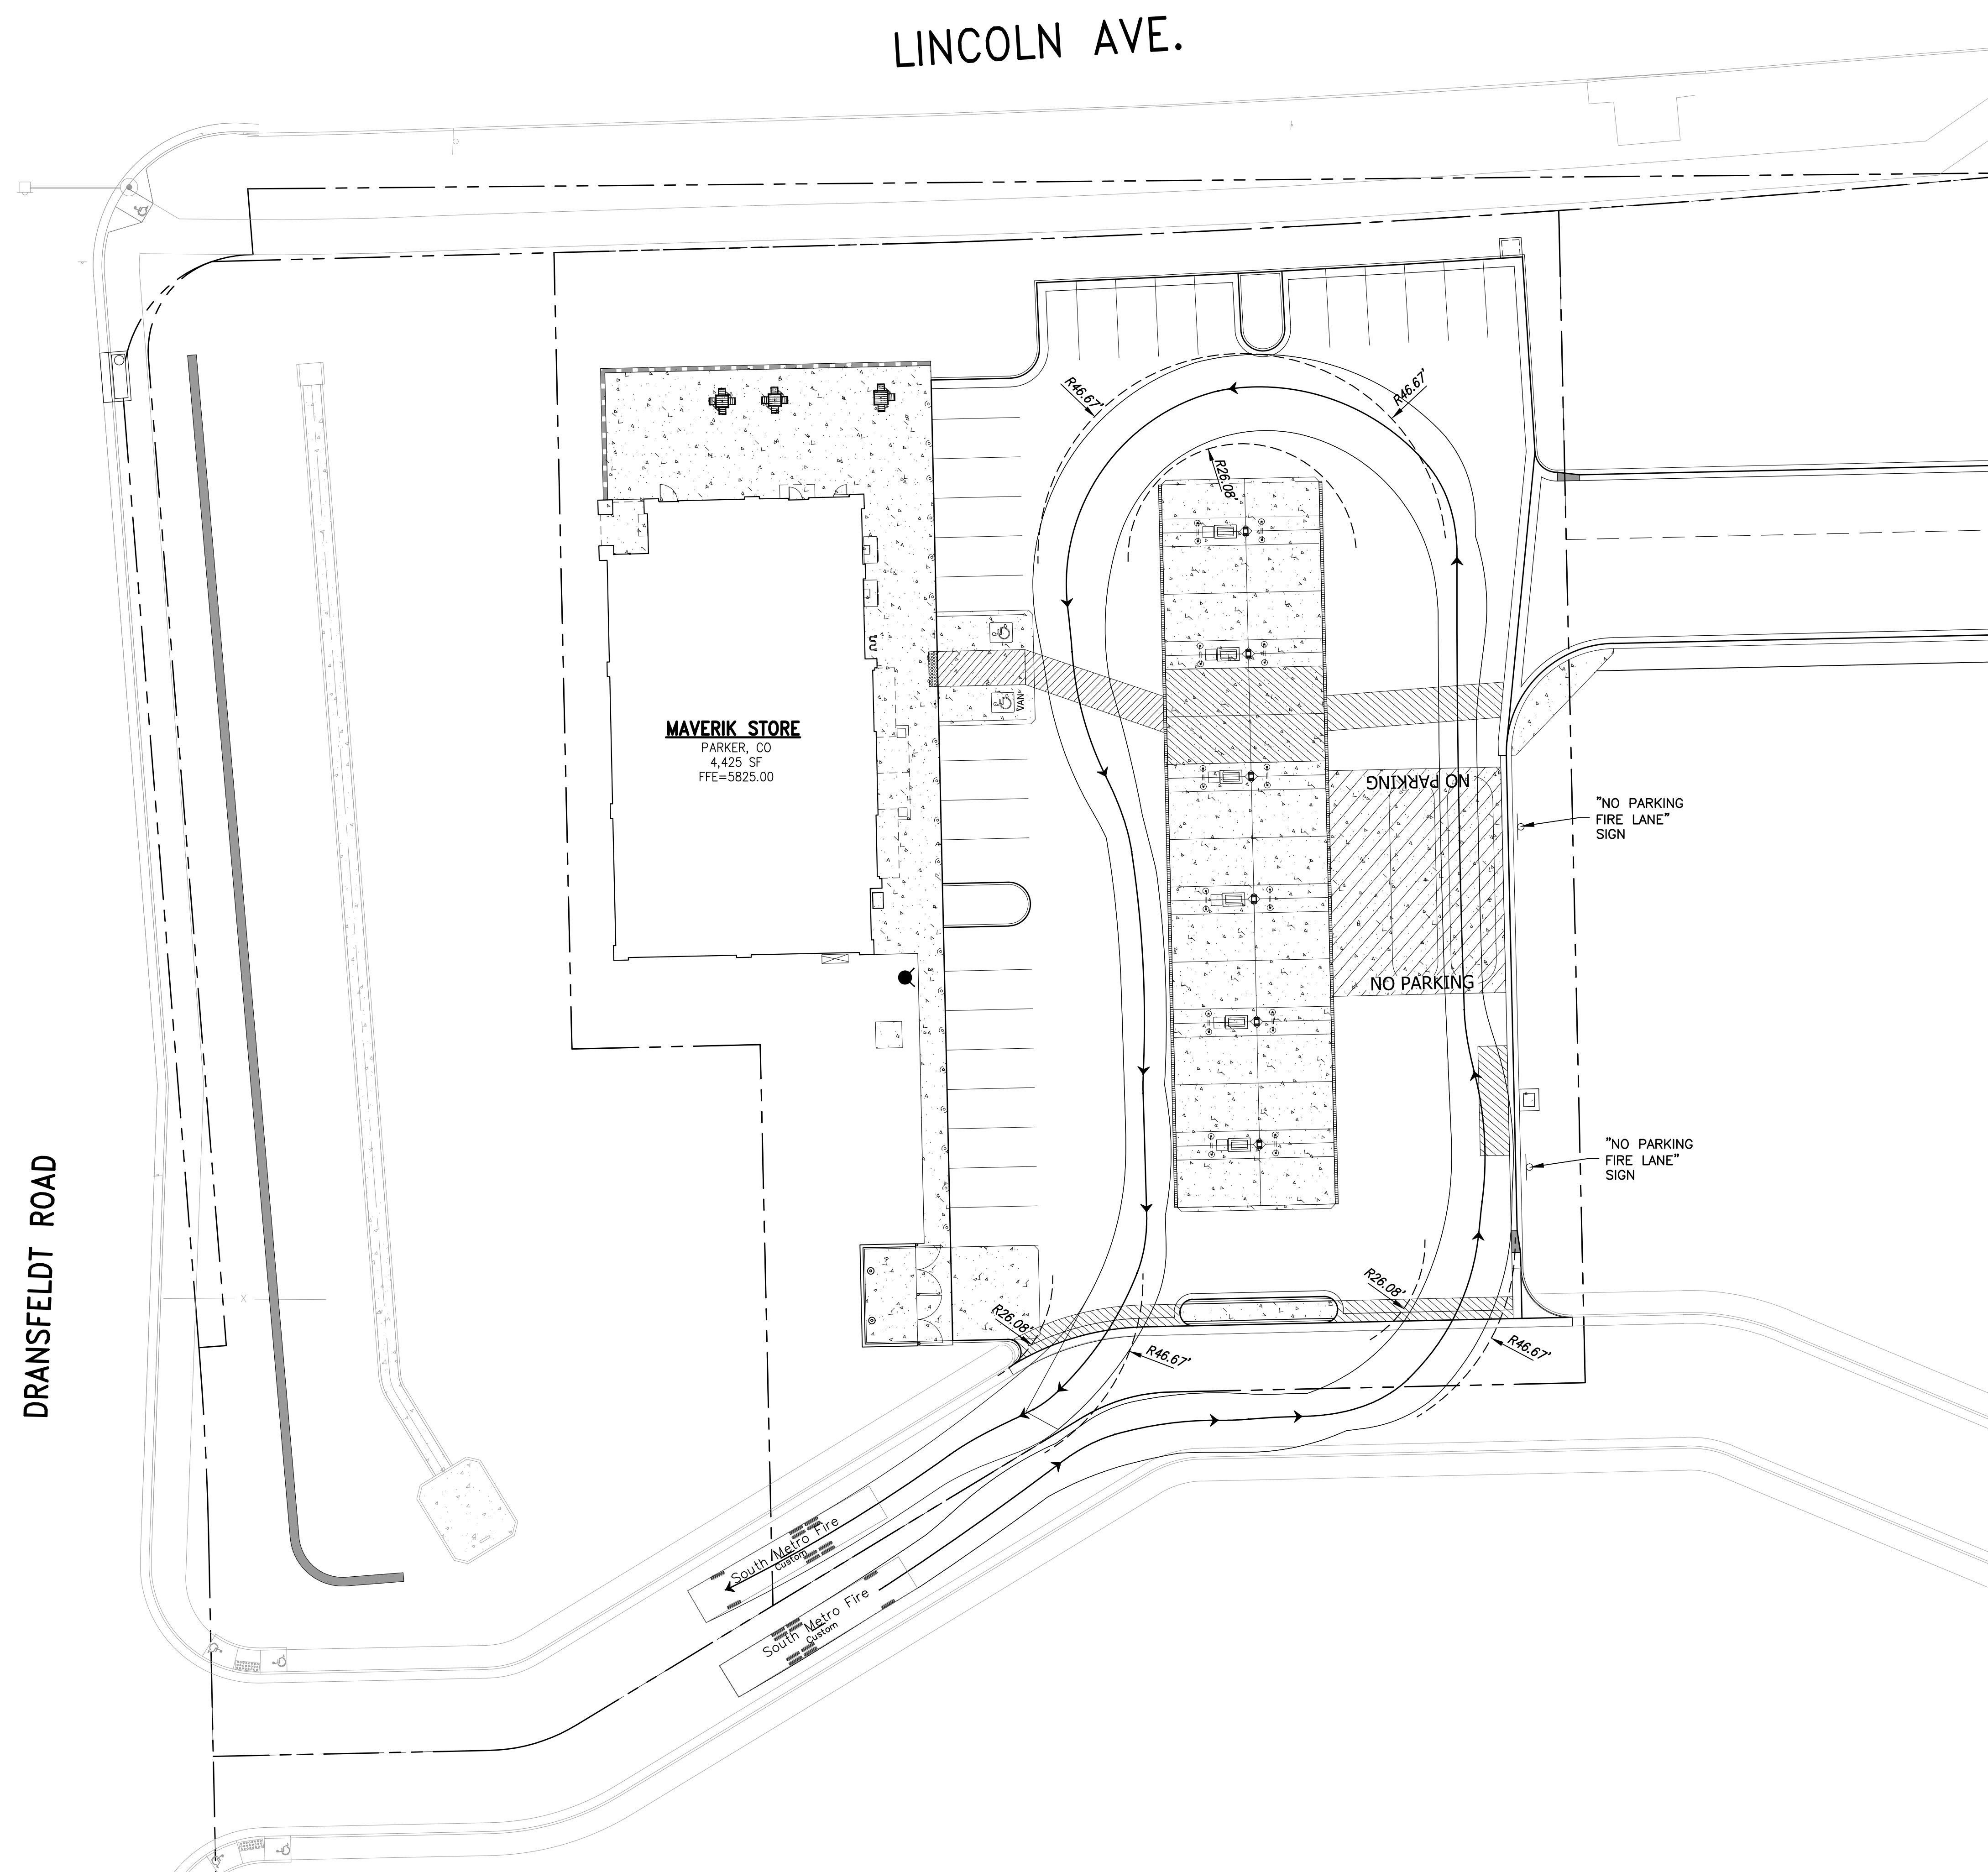 LINCOLN AVE.
R46.67'
R46.67'
R26.08'
MAVERIK STORE
PARKER, CO
4,425 SF
FFE=5825.00
VAN
NO PARKING
"NO PARKING
FIRE LANE"
SIGN
NO PARKING
"NO PARKING
FIRE LANE"
SIGN
DRANSFELDT ROAD
R26.08'
R26.08'
R46.67'
R46.67'
South Metro Fire
Custom
South Metro Fire
Custom